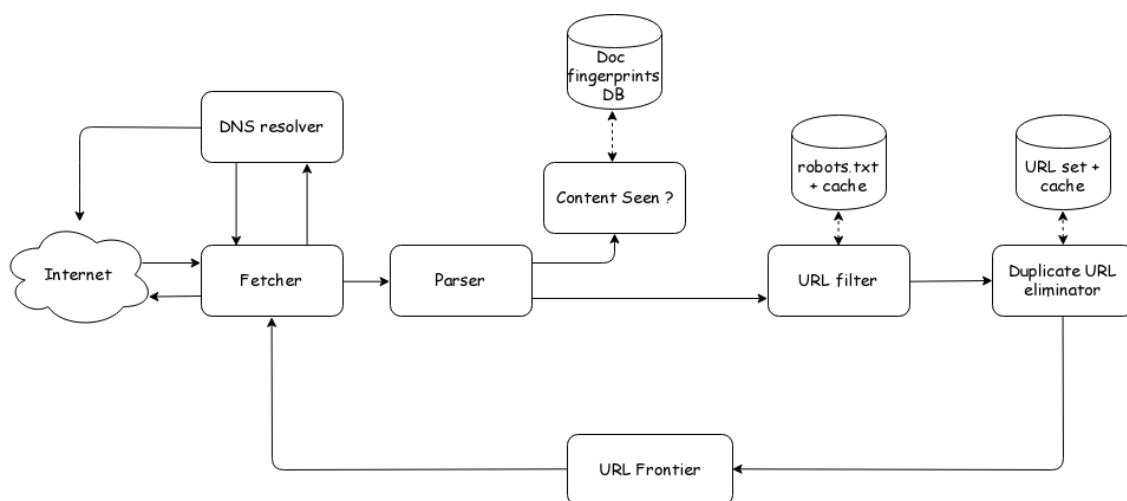 Doc
fingerprints
DB
DNS resolver
robots.txt
+ cache
URL set +
cache
Content Seen ?
Internet
Fetcher
Parser
URL filter
Duplicate URL
eliminator
URL Frontier